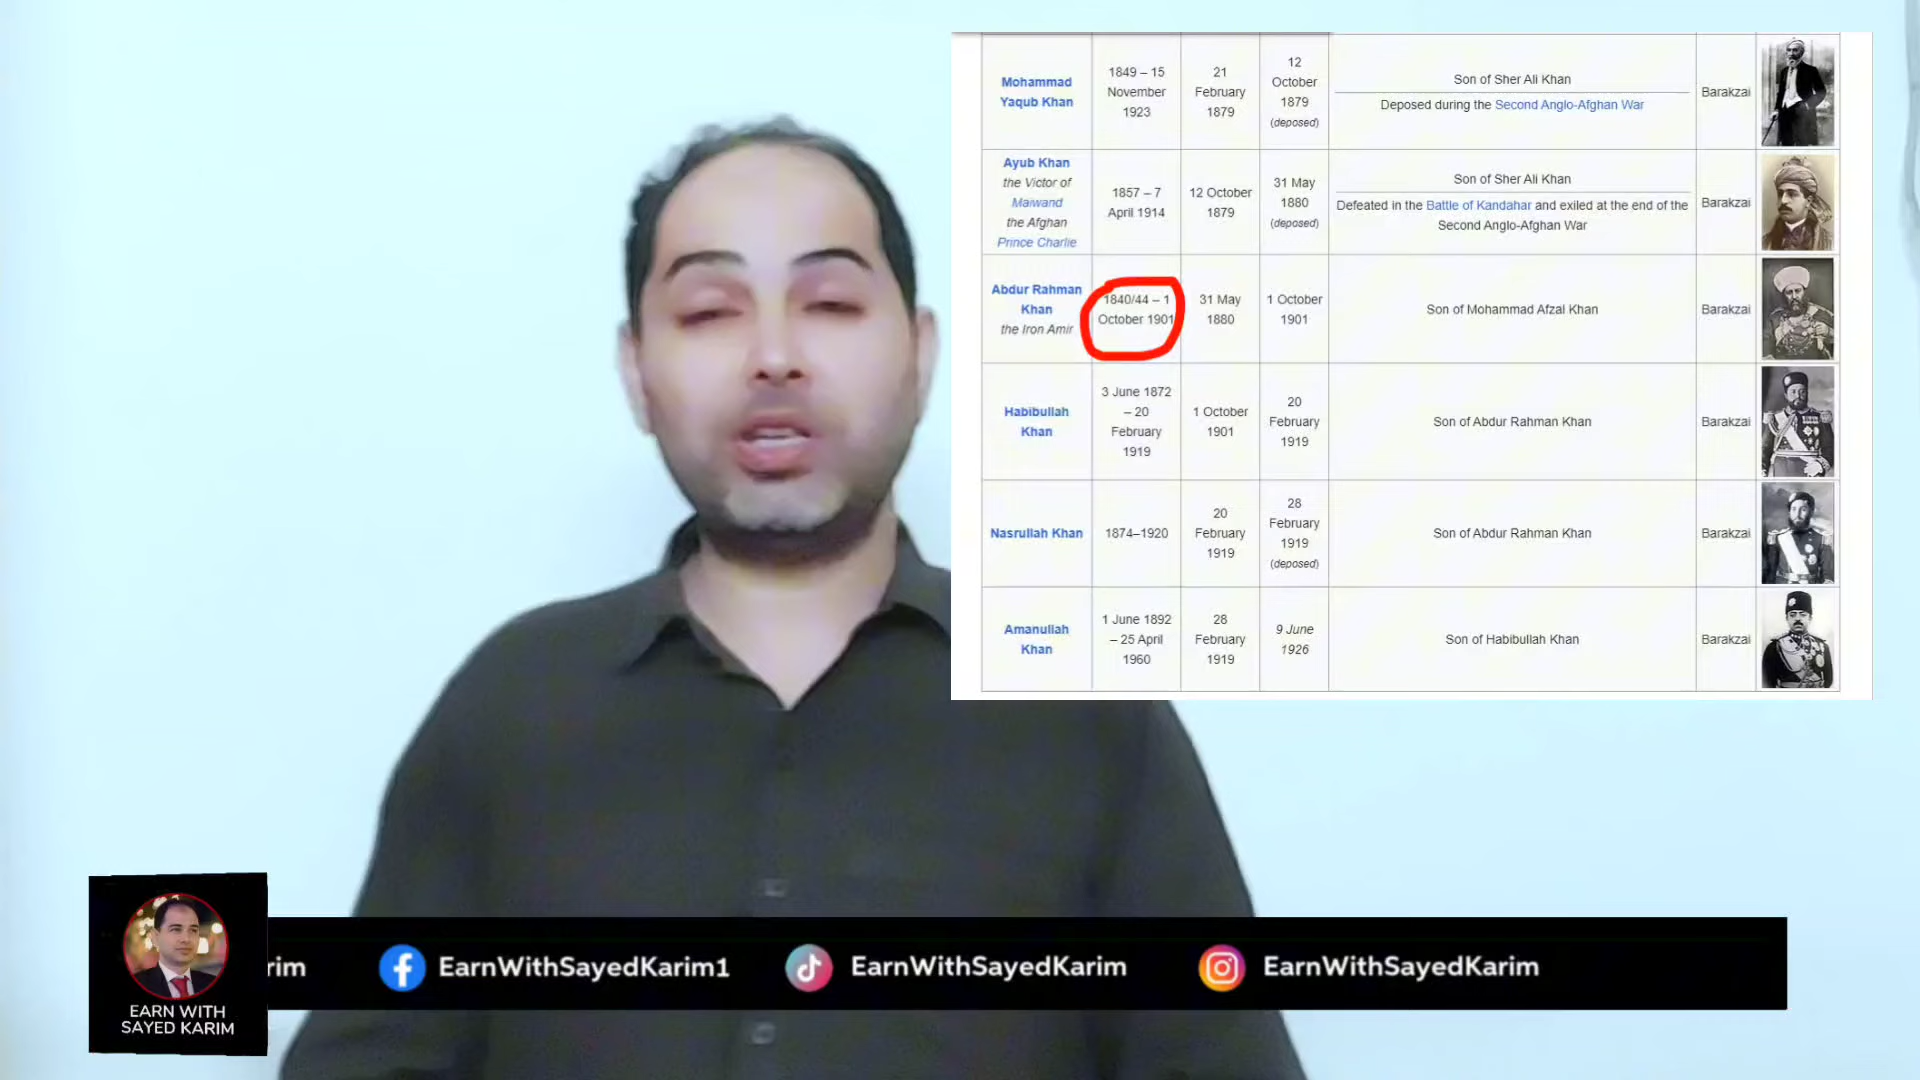 Mohammad
Yaqub Khan
1849 – 15
November
1923
21
February
1879
12
October
1879
(deposed)
Son of Sher Ali Khan
Deposed during the Second Anglo-Afghan War
Barakzai
Ayub Khan
the Victor of
Maiwand
the Afghan
Prince Charlie
1857 – 7
April 1914
12 October
1879
31 May
1880
(deposed)
Son of Sher Ali Khan
Defeated in the Battle of Kandahar and exiled at the end of the
Second Anglo-Afghan War
Barakzai
Abdur Rahman
Khan
the Iron Amir
1840/44 – 1
October 1901
31 May
1880
1 October
1901
Son of Mohammad Afzal Khan
Barakzai
Habibullah
Khan
3 June 1872
– 20
February
1919
1 October
1901
20
February
1919
Son of Abdur Rahman Khan
Barakzai
Nasrullah Khan
1874–1920
20
February
1919
28
February
1919
(deposed)
Son of Abdur Rahman Khan
Barakzai
Amanullah
Khan
1 June 1892
– 25 April
1960
28
February
1919
9 June
1926
Son of Habibullah Khan
Barakzai
rim
EarnWithSayedKarim1
EarnWithSayedKarim
EarnWithSayedKarim
EARN WITH
SAYED KARIM